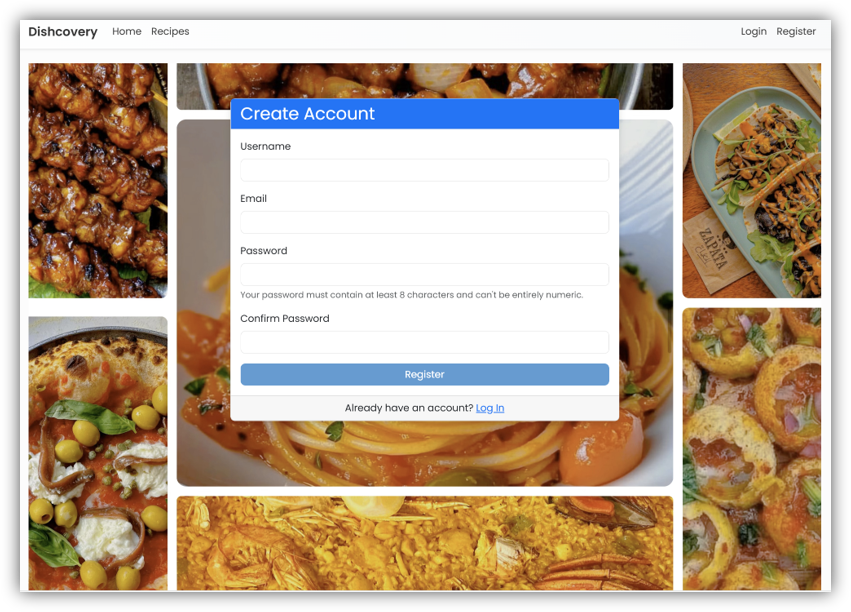 Dishcovery Home Recipes Login Register
Create Account
Username
Email
Password
Your password must contain at least 8 characters and can't be entirely numeric.
Confirm Password
Register
Already have an account? Log In
ZAPATA